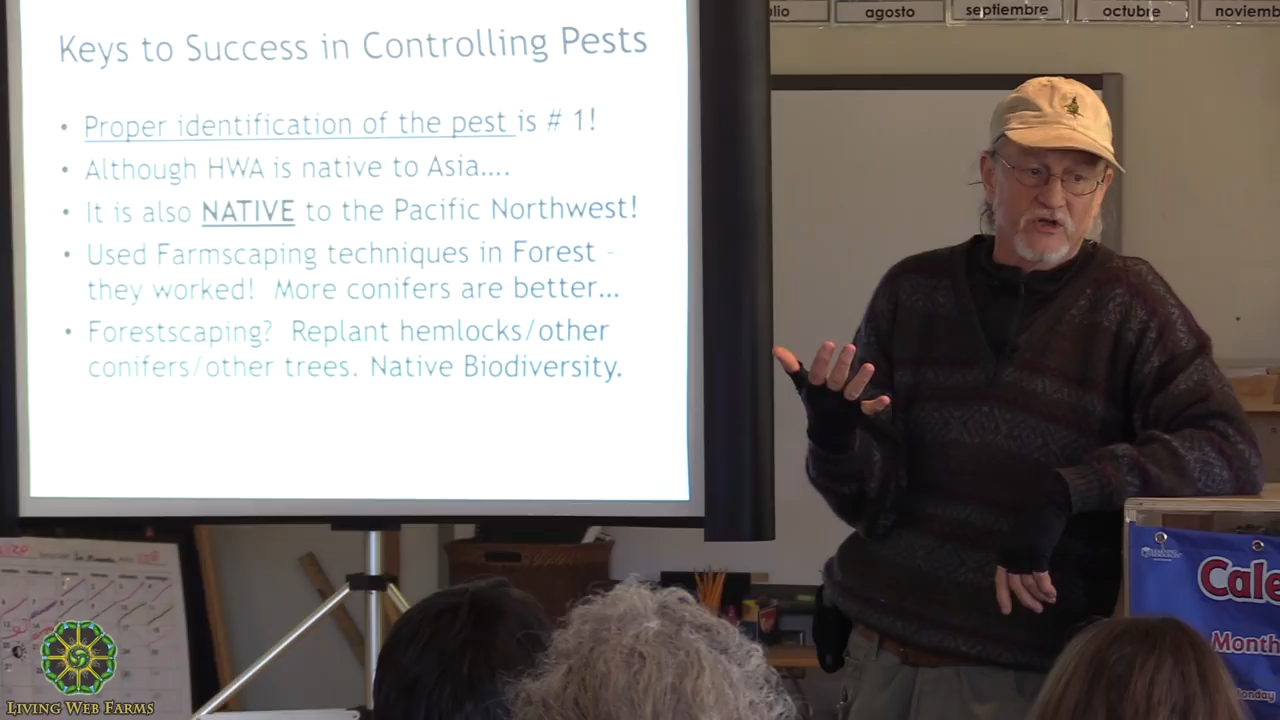 Keys to Success in Controlling Pests
• Proper identification of the pest is # 1!
• Although HWA is native to Asia....
• It is also NATIVE to the Pacific Northwest!
• Used Farmscaping techniques in Forest –
they worked! More conifers are better...
• Forestscaping? Replant hemlocks/other
conifers/other trees. Native Biodiversity.
agosto
septiembre
octubre
LEARNING
RESOURCES
Cale
Month
LIVING WEB FARMS